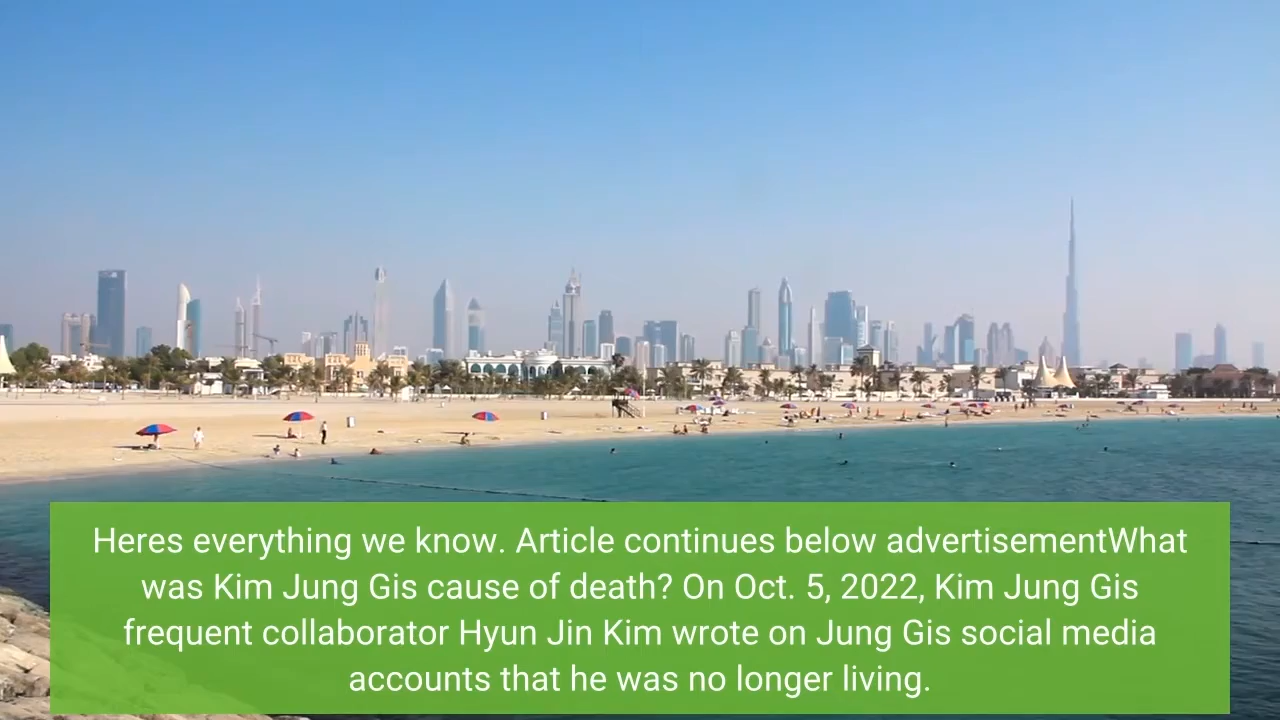 Heres everything we know. Article continues below advertisementWhat
was Kim Jung Gis cause of death? On Oct. 5, 2022, Kim Jung Gis
frequent collaborator Hyun Jin Kim wrote on Jung Gis social media
accounts that he was no longer living.